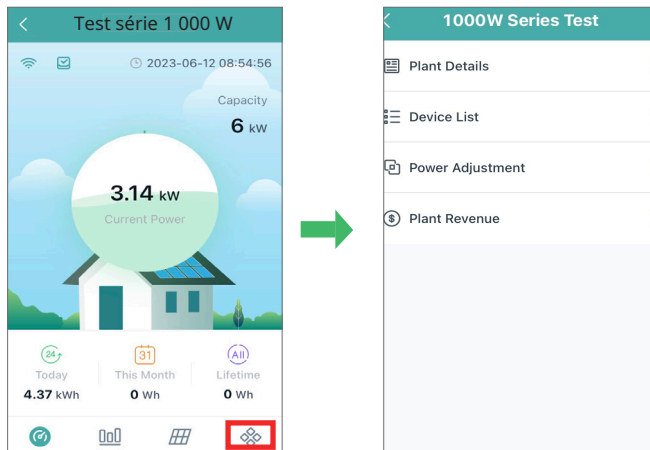 Test série 1 000 W
2023-06-12 08:54:56
Capacity
6 kW
3.14 kW
Current Power
24
31
All
Today
This Month
Lifetime
4.37 kWh
0 Wh
0 Wh
1000W Series Test
Plant Details
Device List
Power Adjustment
$
Plant Revenue